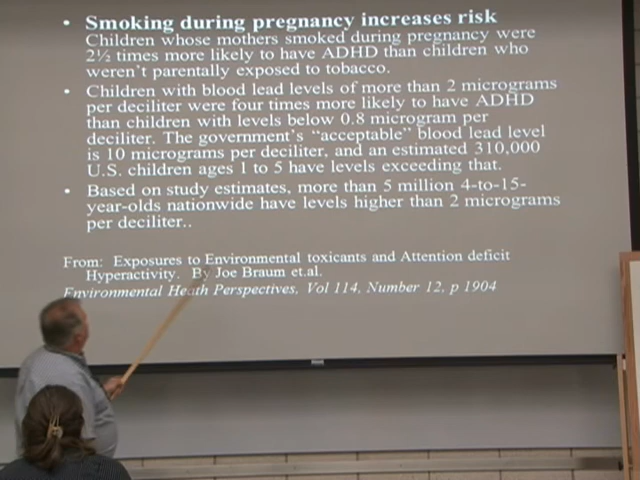 • Smoking during pregnancy increases risk
Children whose mothers smoked during pregnancy were
2½ times more likely to have ADHD than children who
weren't parentally exposed to tobacco.
• Children with blood lead levels of more than 2 micrograms
per deciliter were four times more likely to have ADHD
than children with levels below 0.8 microgram per
deciliter. The government's "acceptable" blood lead level
is 10 micrograms per deciliter, and an estimated 310,000
U.S. children ages 1 to 5 have levels exceeding that.
• Based on study estimates, more than 5 million 4-to-15-
year-olds nationwide have levels higher than 2 micrograms
per deciliter..
From: Exposures to Environmental toxicants and Attention deficit
Hyperactivity. By Joe Braum et.al.
Environmental Heath Perspectives, Vol 114, Number 12, p 1904